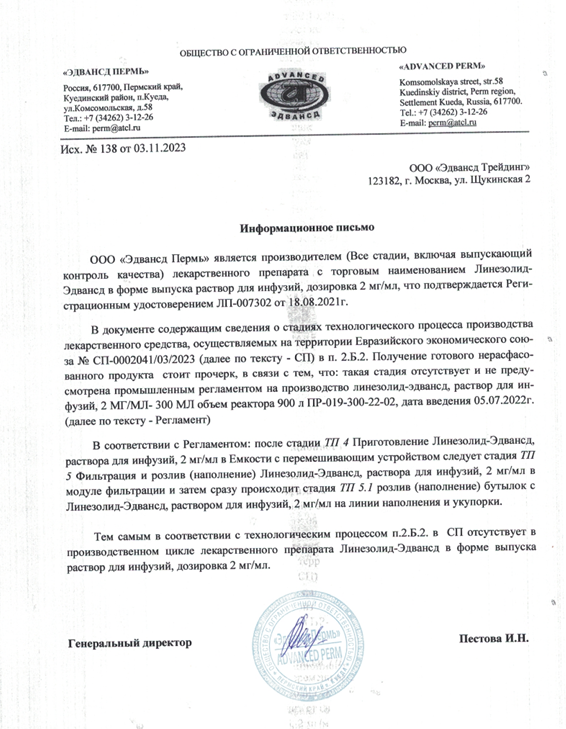 ОБЩЕСТВО С ОГРАНИЧЕННОЙ ОТВЕТСТВЕННОСТЬЮ
«ЭДВАНСД ПЕРМЬ»
Россия, 617700, Пермский край,
Куединский район, п.Куеда,
ул.Комсомольская, д.58
Тел.: +7 (34262) 3-12-26
E-mail: perm@atcl.ru
ADVANCED
ЭДВАНСД
«ADVANCED PERM»
Komsomolskaya street, str.58
Kuedinskiy district, Perm region,
Settlement Kueda, Russia, 617700.
Tel.: +7 (34262) 3-12-26
E-mail: perm@atcl.ru
Исх. № 138 от 03.11.2023
ООО «Эдвансд Трейдинг»
123182, г. Москва, ул. Щукинская 2
Информационное письмо
ООО «Эдвансд Пермь» является производителем (Все стадии, включая выпускающий
контроль качества) лекарственного препарата с торговым наименованием Линезолид-
Эдвансд в форме выпуска раствор для инфузий, дозировка 2 мг/мл, что подтверждается Реги-
страционным удостоверением ЛП-007302 от 18.08.2021г.
В документе содержащим сведения о стадиях технологического процесса производства
лекарственного средства, осуществляемых на территории Евразийского экономического сою-
за № СП-0002041/03/2023 (далее по тексту - СП) в п. 2.Б.2. Получение готового нерасфасо-
ванного продукта стоит прочерк, в связи с тем, что: такая стадия отсутствует и не преду-
смотрена промышленным регламентом на производство линезолид-эдвансд, раствор для ин-
фузий, 2 МГ/МЛ- 300 МЛ объем реактора 900 л ПР-019-300-22-02, дата введения 05.07.2022г.
(далее по тексту - Регламент)
В соответствии с Регламентом: после стадии ТП 4 Приготовление Линезолид-Эдвансд,
раствора для инфузий, 2 мг/мл в Емкости с перемешивающим устройством следует стадия ТП
5 Фильтрация и розлив (наполнение) Линезолид-Эдвансд, раствора для инфузий, 2 мг/мл в
модуле фильтрации и затем сразу происходит стадия ТП 5.1 розлив (наполнение) бутылок с
Линезолид-Эдвансд, раствором для инфузий, 2 мг/мл на линии наполнения и укупорки.
Тем самым в соответствии с технологическим процессом п.2.Б.2. в СП отсутствует в
производственном цикле лекарственного препарата Линезолид-Эдвансд в форме выпуска
раствор для инфузий, дозировка 2 мг/мл.
Генеральный директор
ADVANCED PERM
Пестова И.Н.